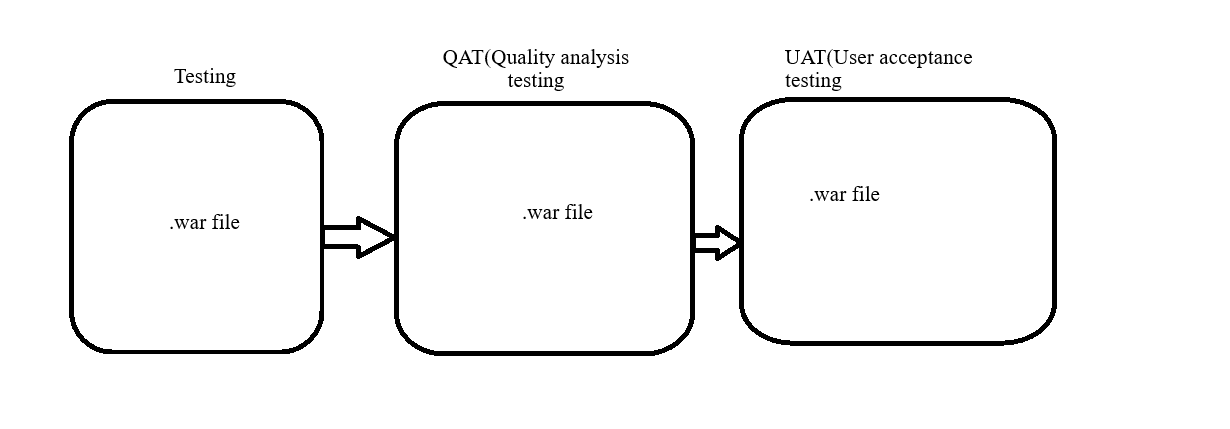 Testing
QAT(Quality analysis
testing
UAT(User acceptance
testing
.war file
.war file
.war file